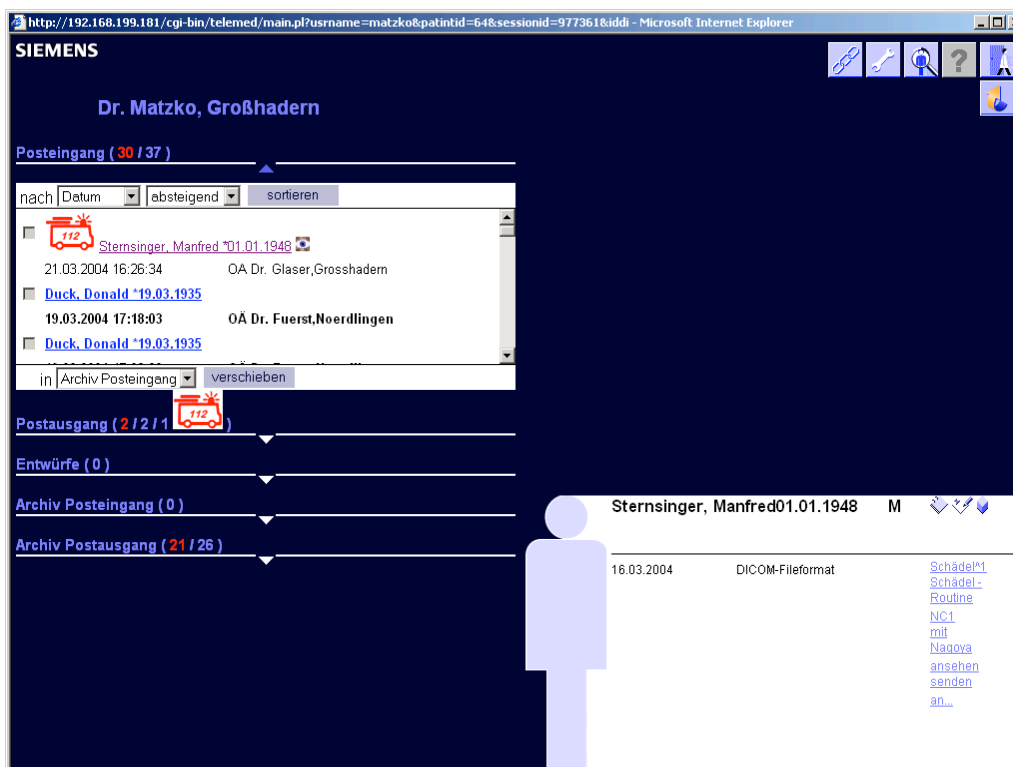 http://192.168.199.181/cgi-bin/telemed/main.pl?usrname=matzko&patintid=64&sessionid=977361&iddi - Microsoft Internet Explorer
SIEMENS
?
Dr. Matzko, Großhadern
Posteingang ( 30 / 37 )
nach Datum absteigend sortieren
112 Sternsinger, Manfred *01.01.1948
21.03.2004 16:26:34 OA Dr. Glaser,Grosshadern
Duck, Donald *19.03.1935
19.03.2004 17:18:03 OÄ Dr. Fuerst,Noerdlingen
Duck, Donald *19.03.1935
in Archiv Posteingang verschieben
Postausgang ( 2 / 2 / 1 112 )
Entwürfe ( 0 )
Archiv Posteingang ( 0 )
Archiv Postausgang ( 21 / 26 )
Sternsinger, Manfred01.01.1948 M
16.03.2004 DICOM-Fileformat Schädel^1
Schädel -
Routine
NC1
mit
Nagoya
ansehen
senden
an...